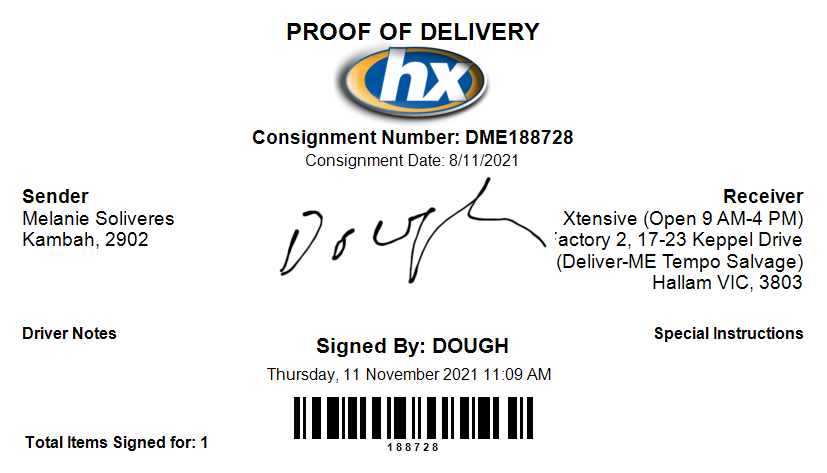 PROOF OF DELIVERY
hx
Consignment Number: DME188728
Consignment Date: 8/11/2021
Sender
Melanie Soliveres
Kambah, 2902
Dough
Receiver
Xtensive (Open 9 AM-4 PM)
Factory 2, 17-23 Keppel Drive
(Deliver-ME Tempo Salvage)
Hallam VIC, 3803
Driver Notes
Special Instructions
Signed By: DOUGH
Thursday, 11 November 2021 11:09 AM
188728
Total Items Signed for: 1